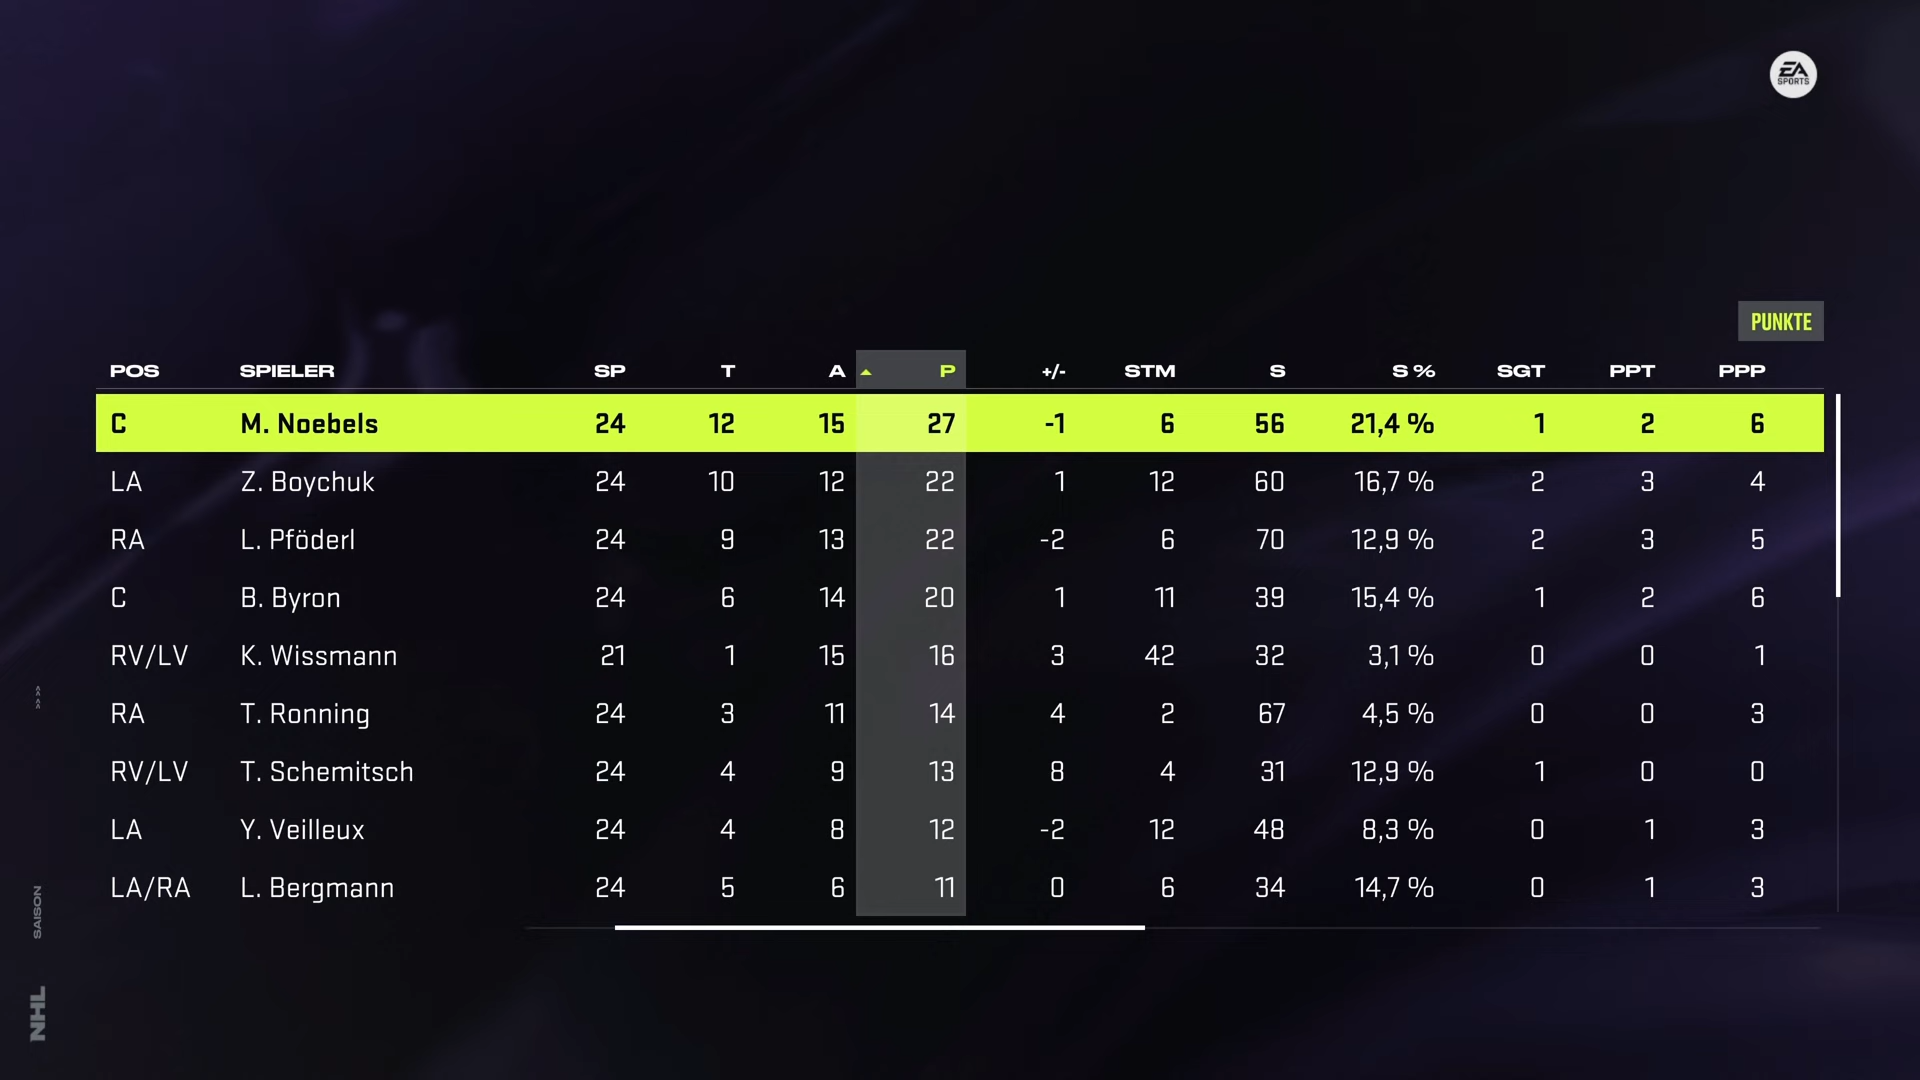 EA SPORTS
PUNKTE
POS SPIELER SP T A P +/- STM S S % SGT PPT PPP
C M. Noebels 24 12 15 27 -1 6 56 21,4 % 1 2 6
LA Z. Boychuk 24 10 12 22 1 12 60 16,7 % 2 3 4
RA L. Pföderl 24 9 13 22 -2 6 70 12,9 % 2 3 5
C B. Byron 24 6 14 20 1 11 39 15,4 % 1 2 6
RV/LV K. Wissmann 21 1 15 16 3 42 32 3,1 % 0 0 1
RA T. Ronning 24 3 11 14 4 2 67 4,5 % 0 0 3
RV/LV T. Schemitsch 24 4 9 13 8 4 31 12,9 % 1 0 0
LA Y. Veilleux 24 4 8 12 -2 12 48 8,3 % 0 1 3
LA/RA L. Bergmann 24 5 6 11 0 6 34 14,7 % 0 1 3
NHL SAISON